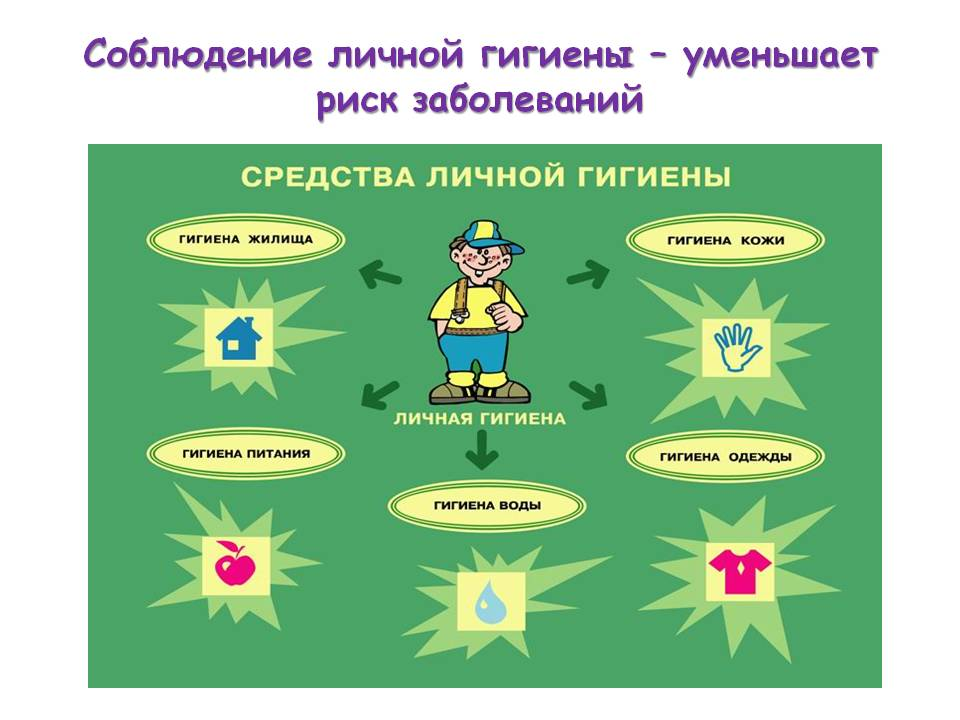 Соблюдение личной гигиены – уменьшает
риск заболеваний
СРЕДСТВА ЛИЧНОЙ ГИГИЕНЫ
ГИГИЕНА ЖИЛИЩА
ГИГИЕНА КОЖИ
ЛИЧНАЯ ГИГИЕНА
ГИГИЕНА ПИТАНИЯ
ГИГИЕНА ОДЕЖДЫ
ГИГИЕНА ВОДЫ